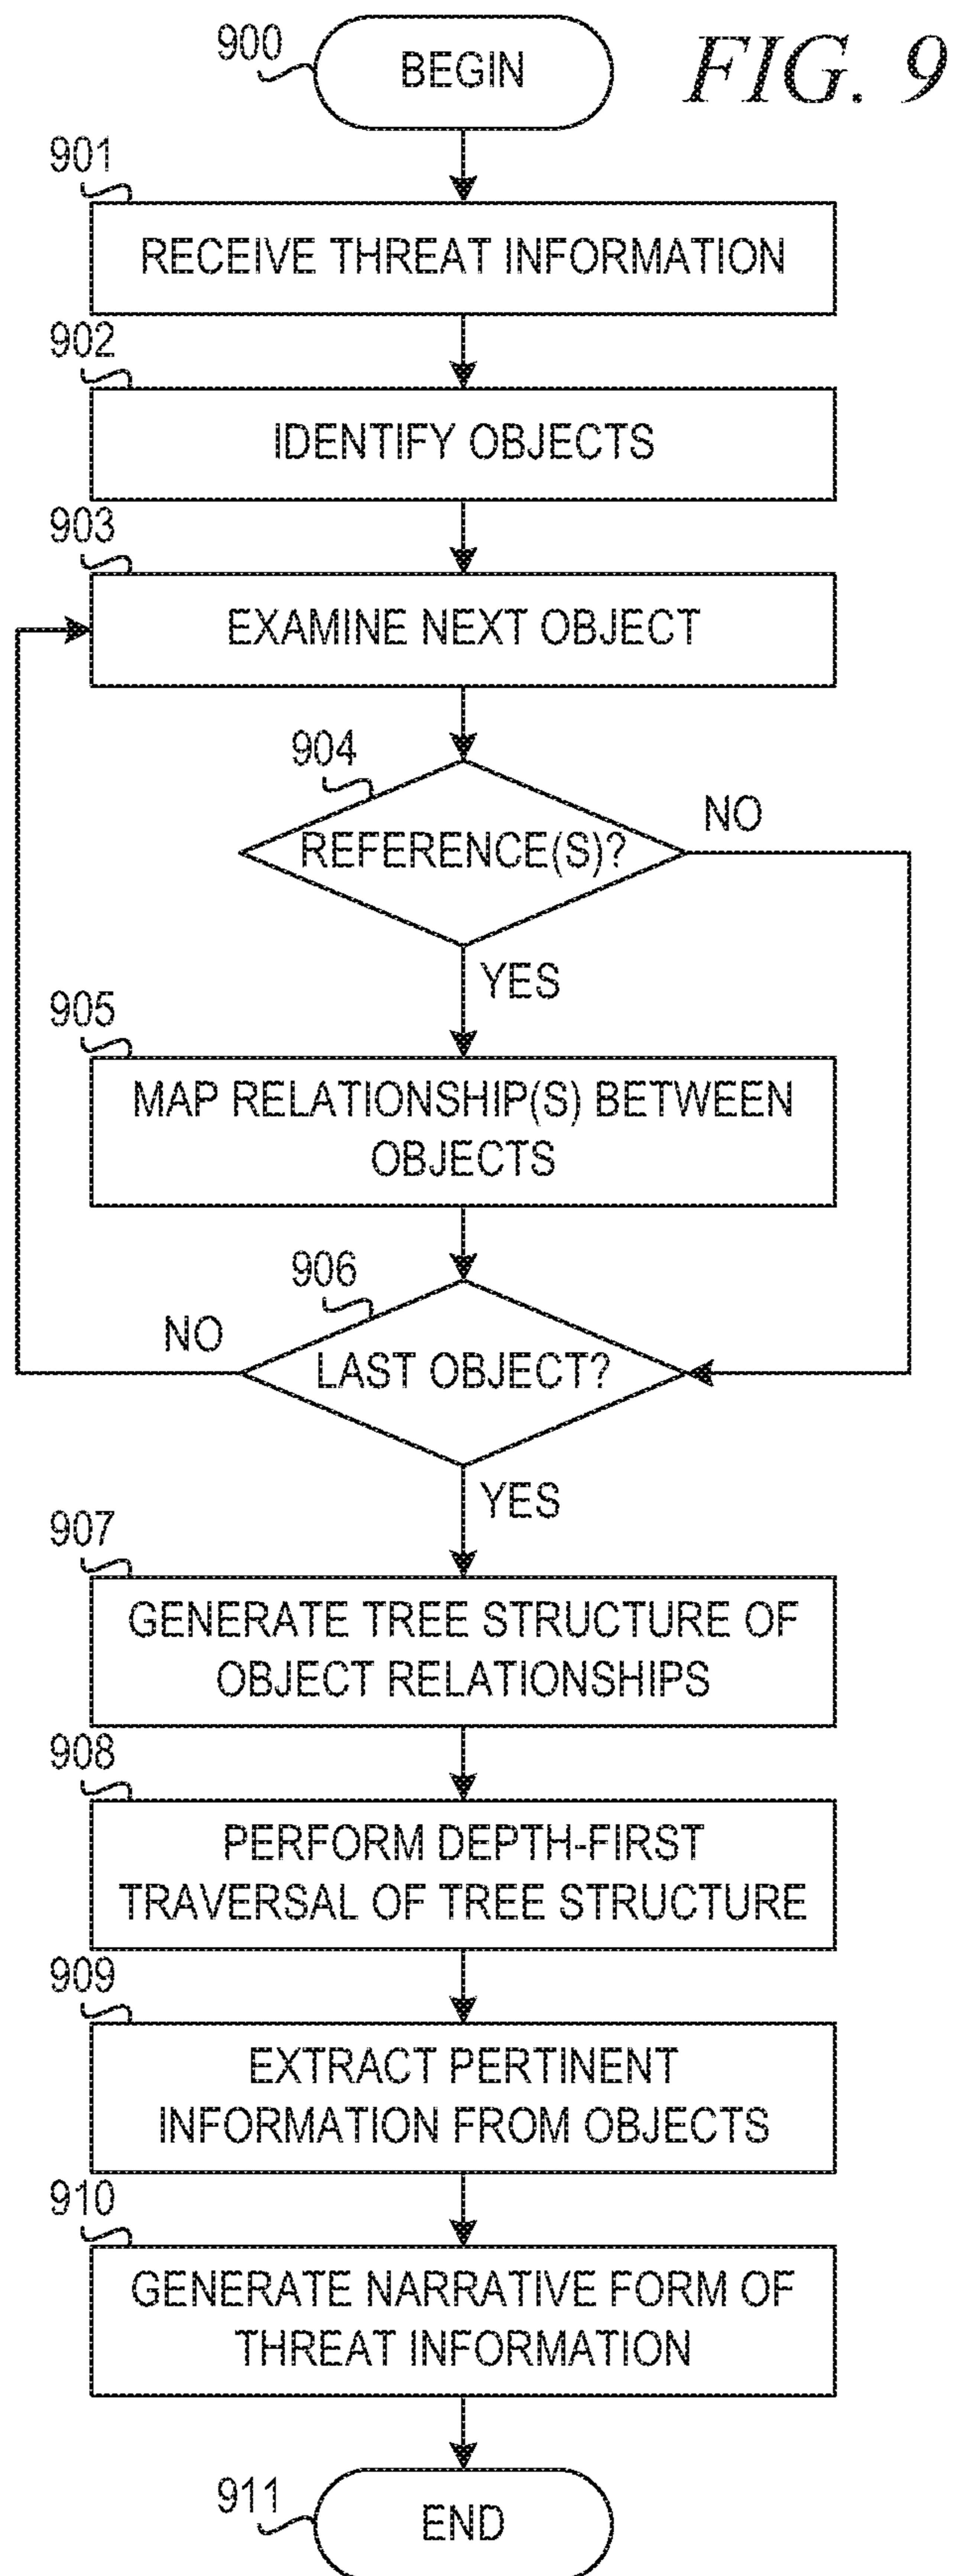 900
BEGIN
FIG. 9
901
RECEIVE THREAT INFORMATION
902
IDENTIFY OBJECTS
903
EXAMINE NEXT OBJECT
904
REFERENCE(S)?
NO
YES
905
MAP RELATIONSHIP(S) BETWEEN
OBJECTS
906
NO
LAST OBJECT?
YES
907
GENERATE TREE STRUCTURE OF
OBJECT RELATIONSHIPS
908
PERFORM DEPTH-FIRST
TRAVERSAL OF TREE STRUCTURE
909
EXTRACT PERTINENT
INFORMATION FROM OBJECTS
910
GENERATE NARRATIVE FORM OF
THREAT INFORMATION
911
END